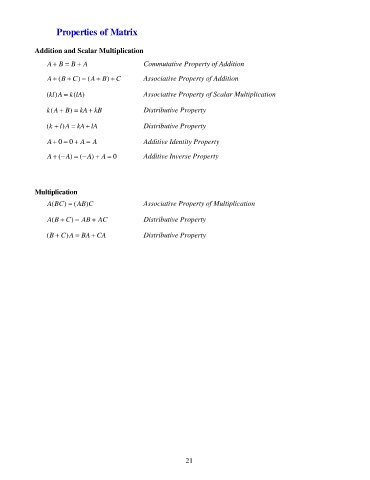 Properties of Matrix
Addition and Scalar Multiplication
A + B = B + A Commutative Property of Addition
A + (B + C) = (A + B) + C Associative Property of Addition
(kl)A = k(lA) Associative Property of Scalar Multiplication
k(A + B) = kA + kB Distributive Property
(k + l)A = kA + lA Distributive Property
A + 0 = 0 + A = A Additive Identity Property
A + (−A) = (−A) + A = 0 Additive Inverse Property
Multiplication
A(BC) = (AB)C Associative Property of Multiplication
A(B + C) = AB + AC Distributive Property
(B + C)A = BA + CA Distributive Property
21